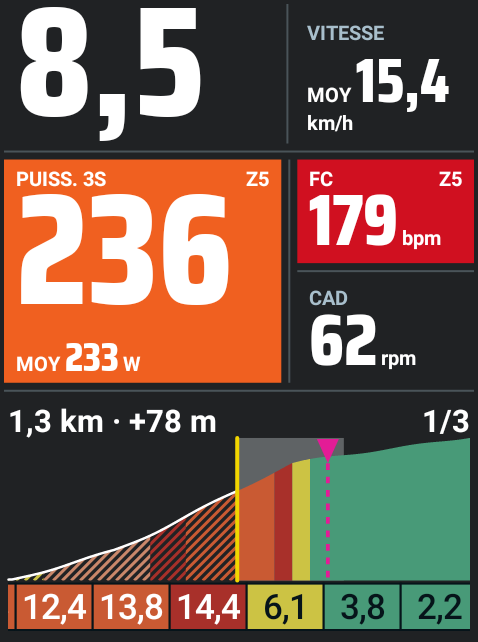 8,5
VITESSE
MOY 15,4
km/h
PUISS. 3S Z5
236
MOY 233 W
FC Z5
179 bpm
CAD
62 rpm
1,3 km · +78 m 1/3
12,4 13,8 14,4 6,1 3,8 2,2